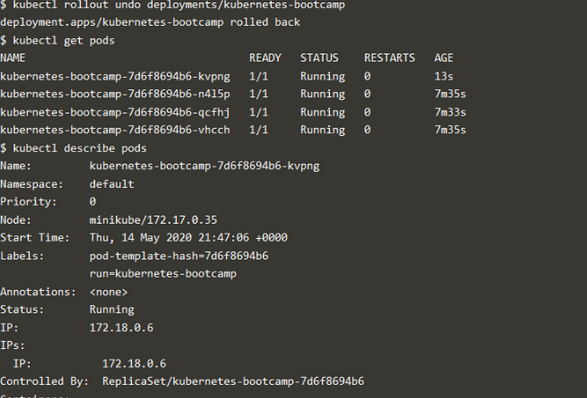 $ kubectl rollout undo deployments/kubernetes-bootcamp
deployment.apps/kubernetes-bootcamp rolled back
$ kubectl get pods
NAME READY STATUS RESTARTS AGE
kubernetes-bootcamp-7d6f8694b6-kvpng 1/1 Running 0 13s
kubernetes-bootcamp-7d6f8694b6-n4l5p 1/1 Running 0 7m35s
kubernetes-bootcamp-7d6f8694b6-qcfhj 1/1 Running 0 7m33s
kubernetes-bootcamp-7d6f8694b6-vhcch 1/1 Running 0 7m35s
$ kubectl describe pods
Name: kubernetes-bootcamp-7d6f8694b6-kvpng
Namespace: default
Priority: 0
Node: minikube/172.17.0.35
Start Time: Thu, 14 May 2020 21:47:06 +0000
Labels: pod-template-hash=7d6f8694b6
run=kubernetes-bootcamp
Annotations: <none>
Status: Running
IP: 172.18.0.6
IPs:
IP: 172.18.0.6
Controlled By: ReplicaSet/kubernetes-bootcamp-7d6f8694b6